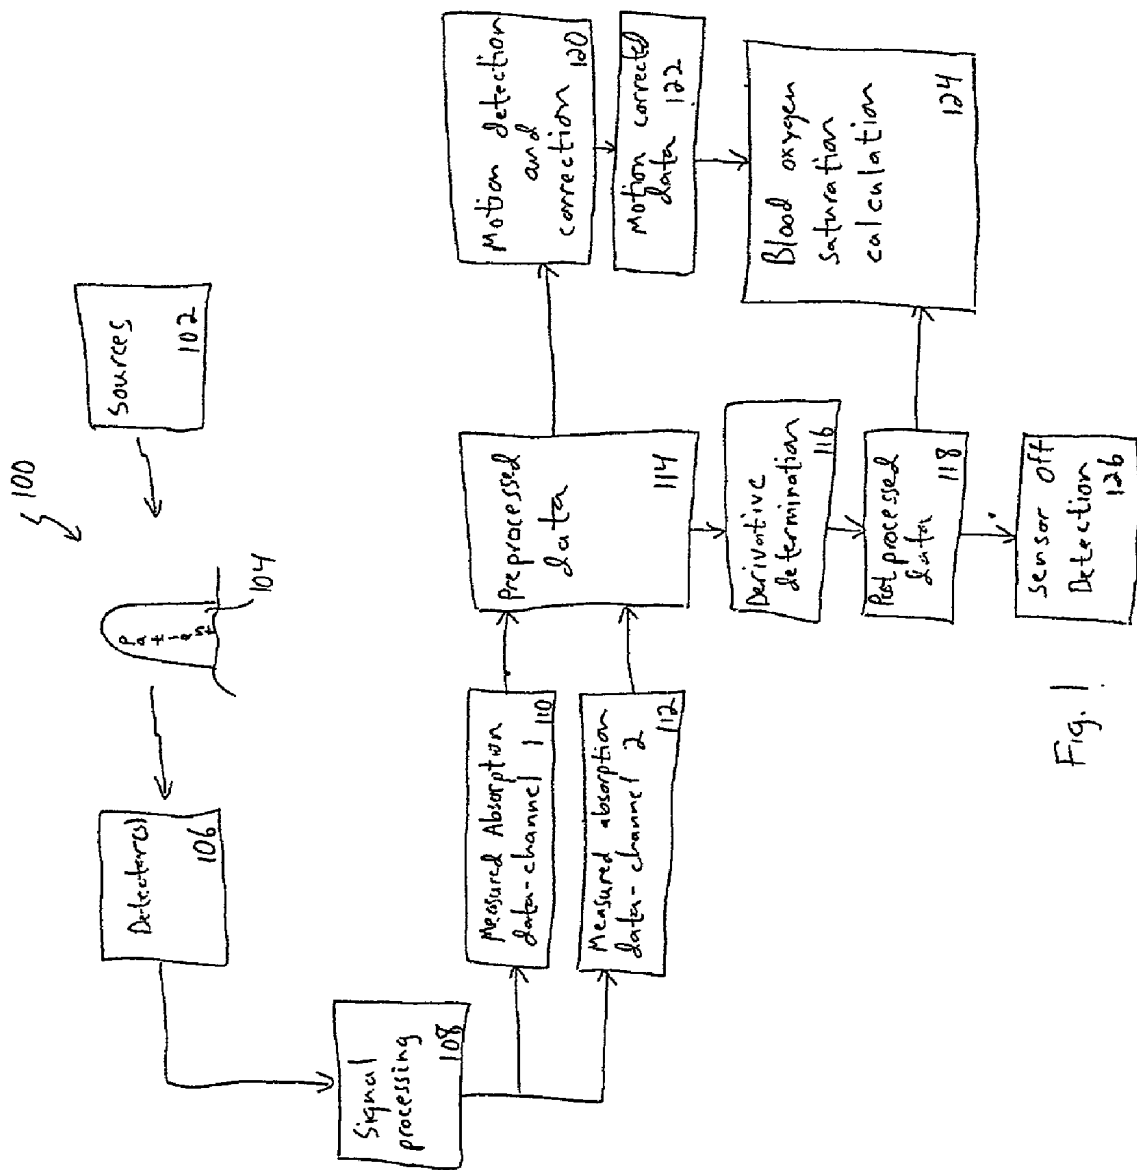 100
Sources
102
Patient
104
Detector(s)
106
Signal
processing
108
Measured Absorption
data-channel 1
110
Measured absorption
data-channel 2
112
Preprocessed
data
114
Derivative
determination
116
Post processed
data
118
Motion detection
and
correction
120
Motion corrected
data 122
Blood oxygen
saturation
calculation
124
Sensor Off
Detection
126
Fig. 1.